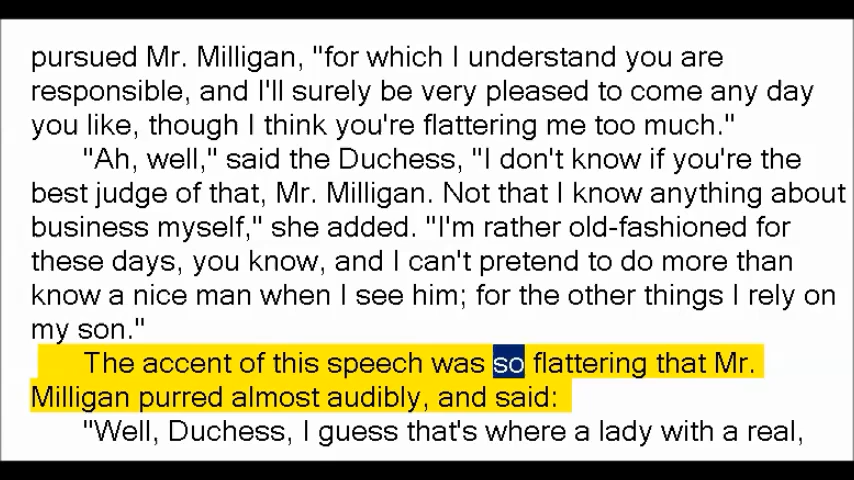 pursued Mr. Milligan, "for which I understand you are
responsible, and I'll surely be very pleased to come any day
you like, though I think you're flattering me too much."
"Ah, well," said the Duchess, "I don't know if you're the
best judge of that, Mr. Milligan. Not that I know anything about
business myself," she added. "I'm rather old-fashioned for
these days, you know, and I can't pretend to do more than
know a nice man when I see him; for the other things I rely on
my son."
The accent of this speech was so flattering that Mr.
Milligan purred almost audibly, and said:
"Well, Duchess, I guess that's where a lady with a real,